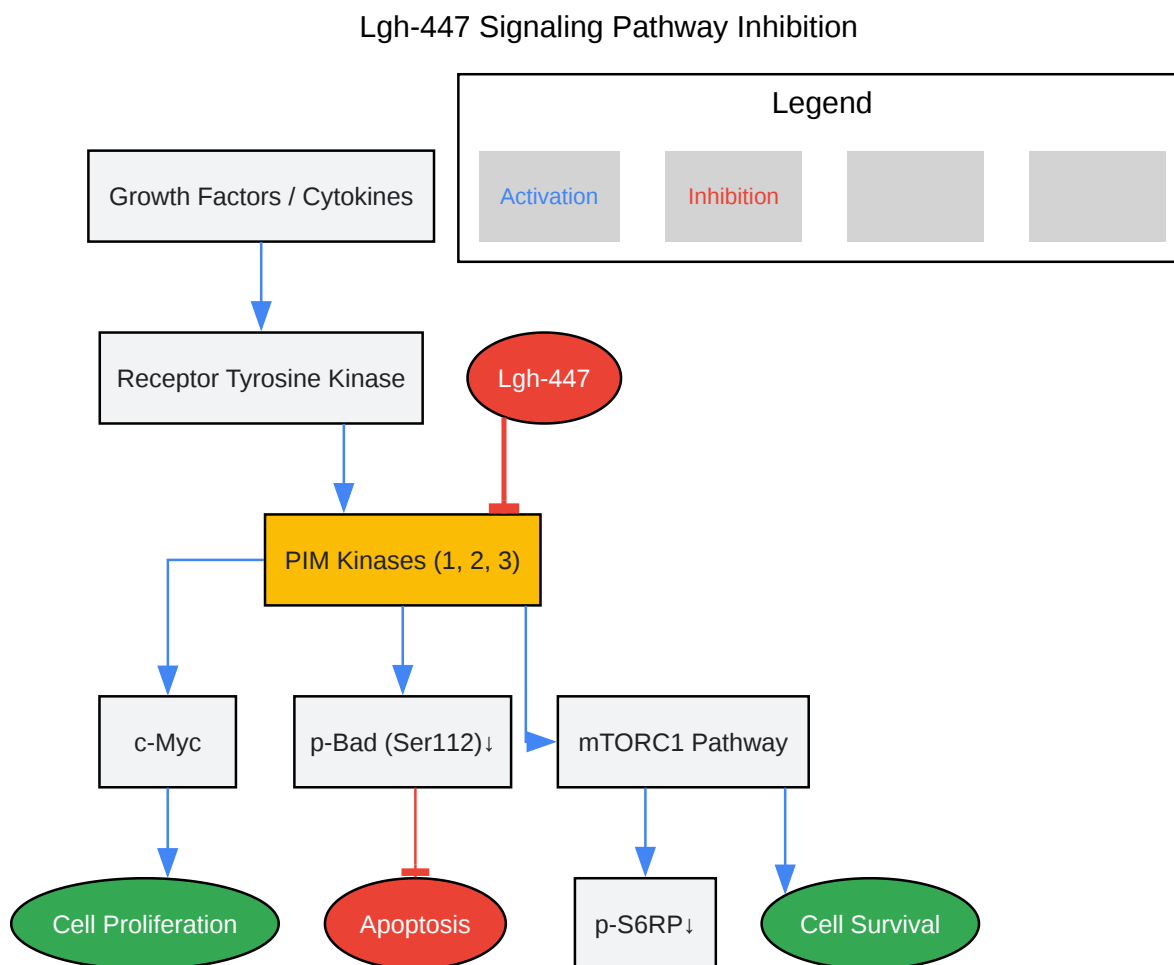 Lgh-447 Signaling Pathway Inhibition
Legend
Activation
Inhibition
Growth Factors / Cytokines
Receptor Tyrosine Kinase
Lgh-447
PIM Kinases (1, 2, 3)
c-Myc
p-Bad (Ser112)↓
mTORC1 Pathway
Cell Proliferation
Apoptosis
p-S6RP↓
Cell Survival